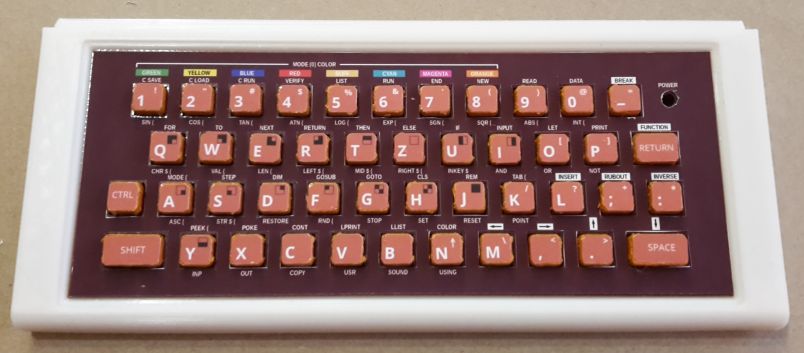 MODE (0) COLOR
GREEN YELLOW BLUE RED BUFF CYAN MAGENTA ORANGE
C SAVE C LOAD C RUN VERIFY LIST RUN END NEW READ DATA BREAK POWER
1 ! 2 " 3 # 4 $ 5 % 6 & 7 ' 8 ( 9 ) 0 @ -
SIN ( COS ( TAN ( ATN ( LOG ( EXP ( SGN ( SQR ( ABS ( INT (
FOR TO NEXT RETURN THEN ELSE IF INPUT LET PRINT FUNCTION
Q W E R T Z U I O [ P ] RETURN
CHR $ ( VAL ( LEN ( LEFT $ ( MID $ ( RIGHT $ ( INKEY $ AND OR NOT
MODE ( STEP DIM GOSUB GOTO CLS REM TAB ( INSERT RUBOUT INVERSE
CTRL A S D F G H J K / L ? ; + : *
ASC ( STR $ ( RESTORE RND ( STOP SET RESET POINT
PEEK ( POKE CONT LPRINT LLIST COLOR ← → ↑ ↓
SHIFT Y X C V B N ↑ M \ , < . > SPACE
INP OUT COPY USR SOUND USING